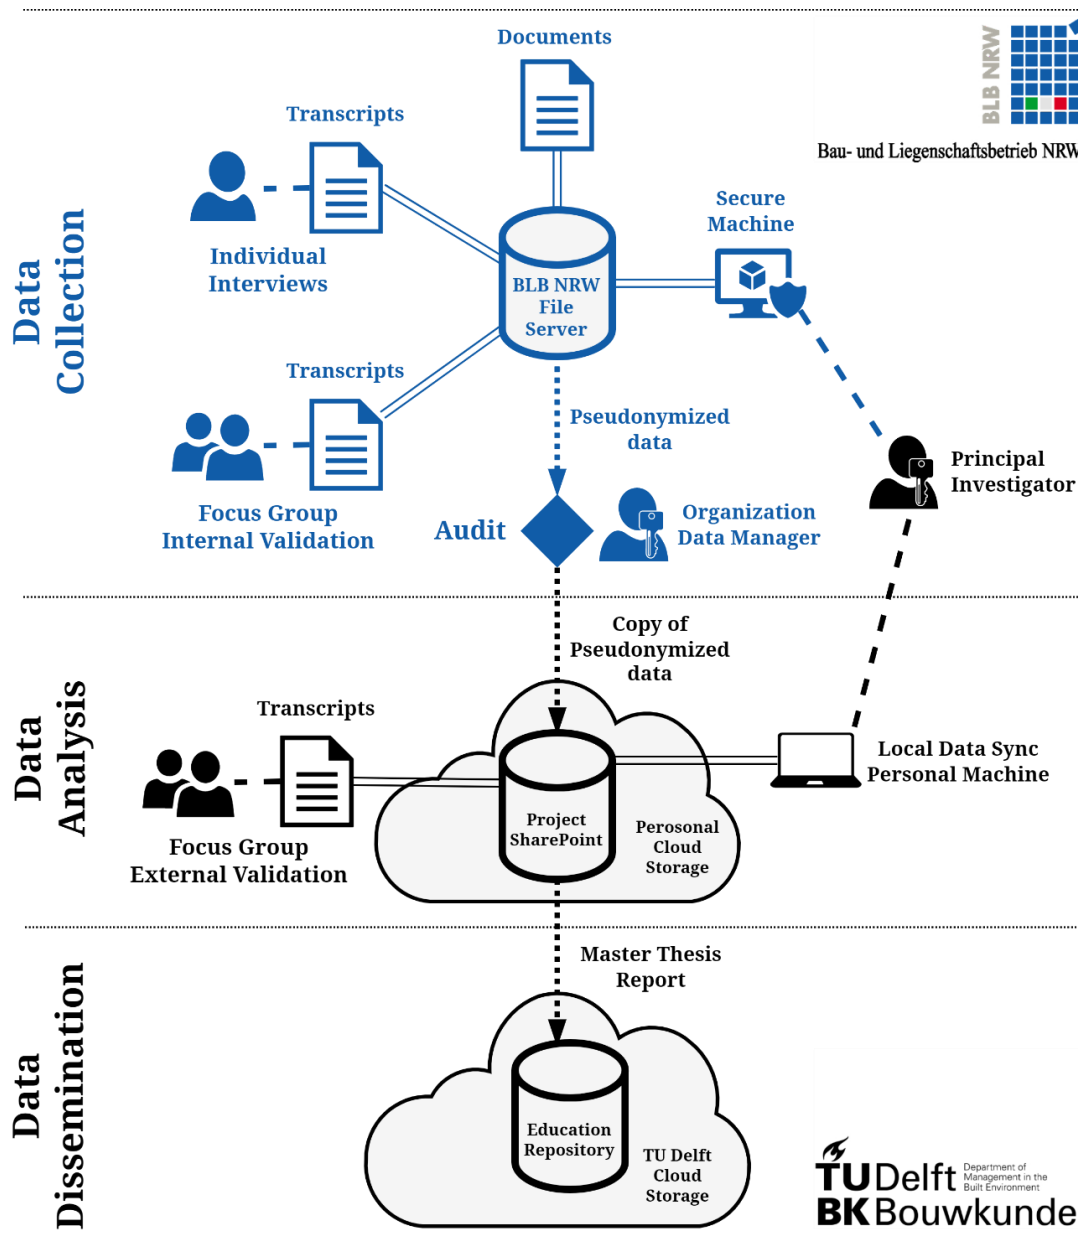 Documents
BLB NRW
Bau- und Liegenschaftsbetrieb NRW
Transcripts
Individual
Interviews
Secure
Machine
BLB NRW
File
Server
Data
Collection
Transcripts
Focus Group
Internal Validation
Pseudonymized
data
Audit
Organization
Data Manager
Principal
Investigator
Copy of
Pseudonymized
data
Data
Analysis
Transcripts
Focus Group
External Validation
Project
SharePoint
Perosonal
Cloud
Storage
Local Data Sync
Personal Machine
Master Thesis
Report
Data
Dissemination
Education
Repository
TU Delft
Cloud
Storage
TU Delft
Department of
Management in the
Built Environment
BK Bouwkunde